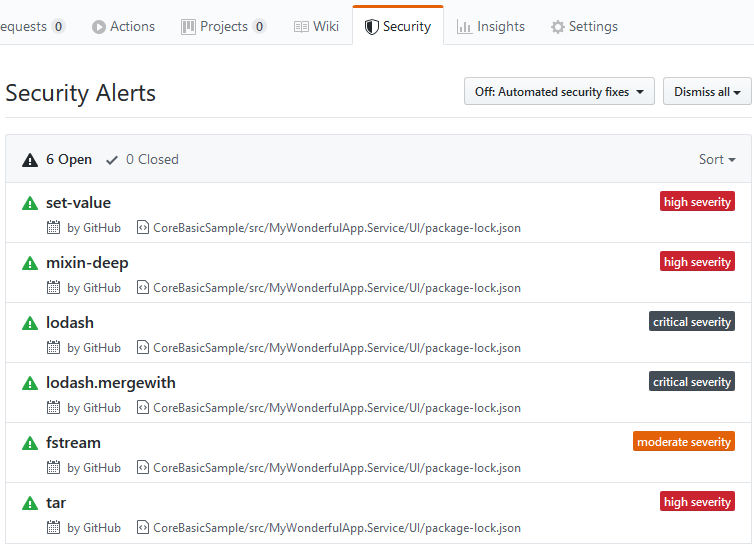 equests 0 Actions Projects 0 Wiki Security Insights Settings
Security Alerts Off: Automated security fixes Dismiss all
6 Open 0 Closed Sort
set-value high severity
by GitHub CoreBasicSample/src/MyWonderfulApp.Service/UI/package-lock.json
mixin-deep high severity
by GitHub CoreBasicSample/src/MyWonderfulApp.Service/UI/package-lock.json
lodash critical severity
by GitHub CoreBasicSample/src/MyWonderfulApp.Service/UI/package-lock.json
lodash.mergewith critical severity
by GitHub CoreBasicSample/src/MyWonderfulApp.Service/UI/package-lock.json
fstream moderate severity
by GitHub CoreBasicSample/src/MyWonderfulApp.Service/UI/package-lock.json
tar high severity
by GitHub CoreBasicSample/src/MyWonderfulApp.Service/UI/package-lock.json